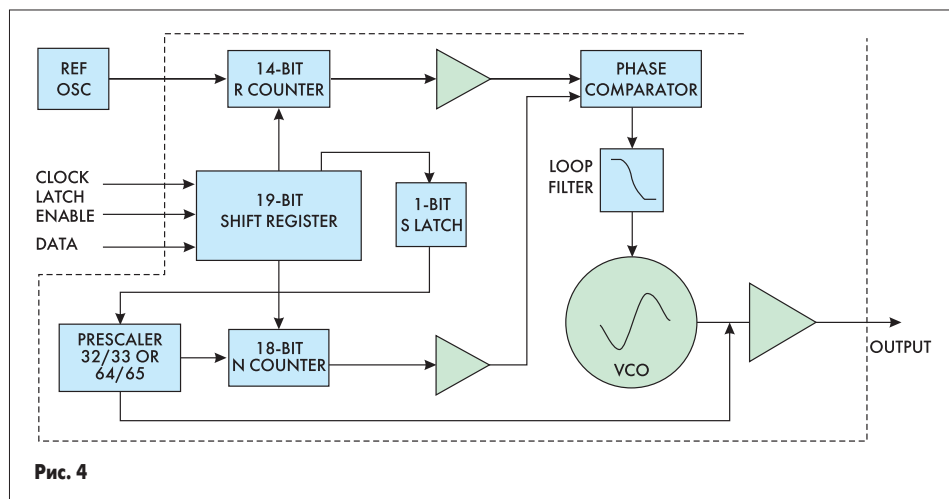 REF
OSC
14-BIT
R COUNTER
PHASE
COMPARATOR
LOOP
FILTER
CLOCK
LATCH
ENABLE
DATA
19-BIT
SHIFT REGISTER
1-BIT
S LATCH
PRESCALER
32/33 OR
64/65
18-BIT
N COUNTER
VCO
OUTPUT
Рис. 4